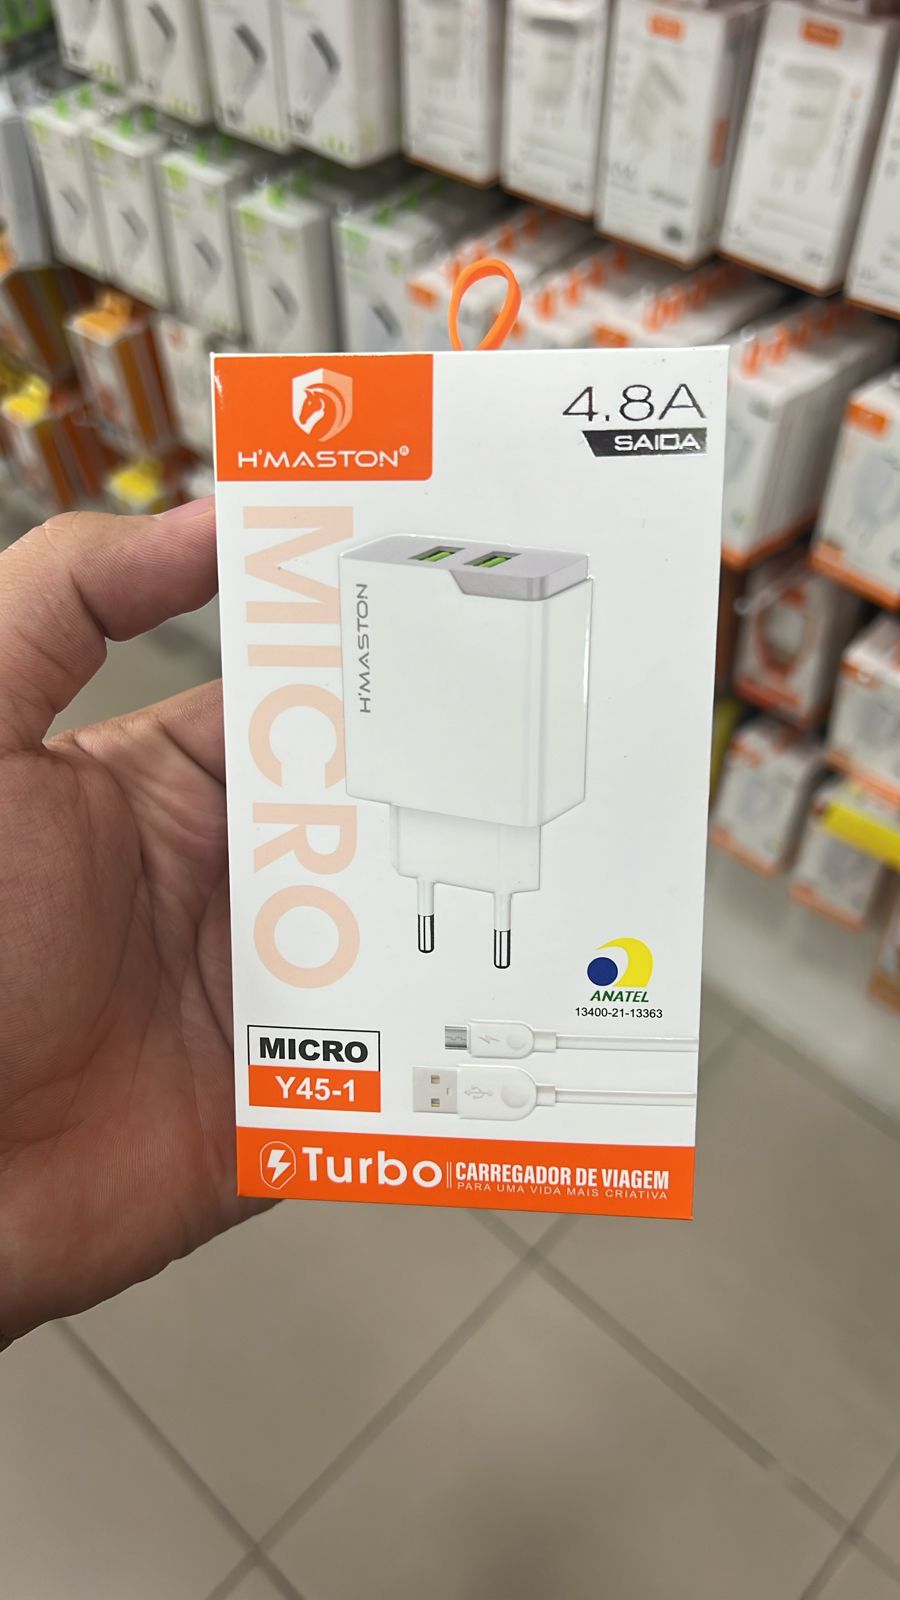 H'MASTON®
4.8A
SAIDA
MICRO
H'MASTON
ANATEL
13400-21-13363
MICRO
Y45-1
Turbo
CARREGADOR DE VIAGEM
PARA UMA VIDA MAIS CRIATIVA